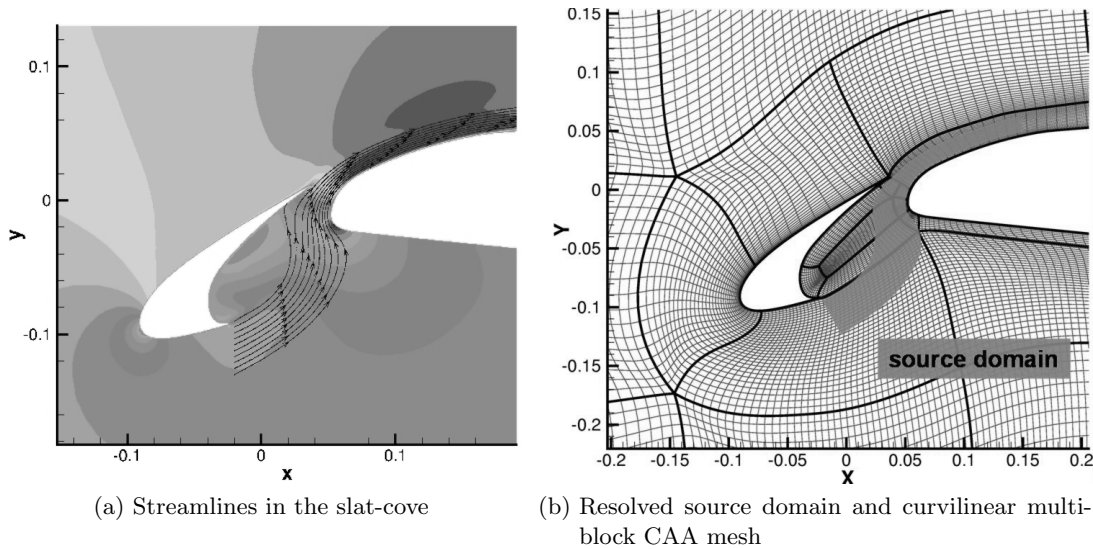 0.1
0
-0.1
y
-0.1
0
0.1
x
(a) Streamlines in the slat-cove
0.15
0.1
0.05
0
-0.05
-0.1
-0.15
-0.2
Y
source domain
-0.2
-0.15
-0.1
-0.05
0
0.05
0.1
0.15
0.2
X
(b) Resolved source domain and curvilinear multi-
block CAA mesh